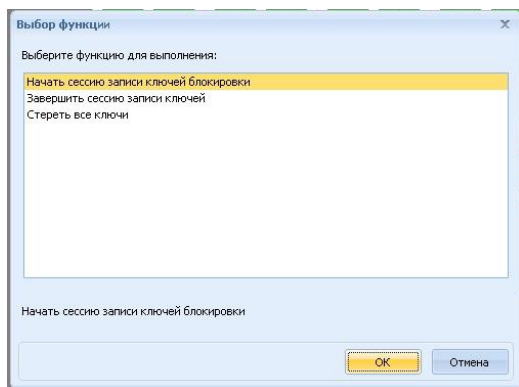 Выбор функции
Выберите функцию для выполнения:
Начать сессию записи ключей блокировки
Завершить сессию записи ключей
Стереть все ключи
Начать сессию записи ключей блокировки
ОК
Отмена